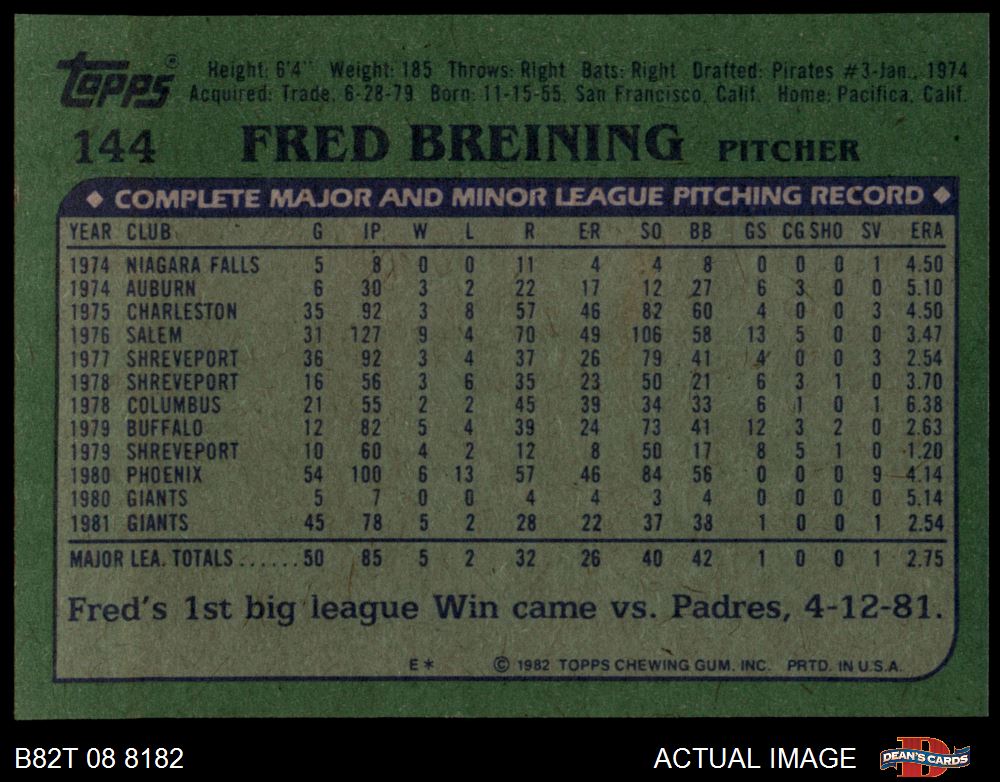 Topps® Height: 6'4" Weight: 185 Throws: Right Bats: Right Drafted: Pirates #3-Jan., 1974
Acquired: Trade, 6-28-79 Born: 11-15-55, San Francisco, Calif. Home: Pacifica, Calif.
144 FRED BREINING PITCHER
◆ COMPLETE MAJOR AND MINOR LEAGUE PITCHING RECORD ◆
YEAR CLUB G IP W L R ER SO BB GS CG SHO SV ERA
1974 NIAGARA FALLS 5 8 0 0 11 4 4 8 0 0 0 1 4.50
1974 AUBURN 6 30 3 2 22 17 12 27 6 3 0 0 5.10
1975 CHARLESTON 35 92 3 8 57 46 82 60 4 0 0 3 4.50
1976 SALEM 31 127 9 4 70 49 106 58 13 5 0 0 3.47
1977 SHREVEPORT 36 92 3 4 37 26 79 41 4 0 0 3 2.54
1978 SHREVEPORT 16 56 3 6 35 23 50 21 6 3 1 0 3.70
1978 COLUMBUS 21 55 2 2 45 39 34 33 6 1 0 1 6.38
1979 BUFFALO 12 82 5 4 39 24 73 41 12 3 2 0 2.63
1979 SHREVEPORT 10 60 4 2 12 8 50 17 8 5 1 0 1.20
1980 PHOENIX 54 100 6 13 57 46 84 56 0 0 0 9 4.14
1980 GIANTS 5 7 0 0 4 4 3 4 0 0 0 0 5.14
1981 GIANTS 45 78 5 2 28 22 37 38 1 0 0 1 2.54
MAJOR LEA. TOTALS......50 85 5 2 32 26 40 42 1 0 0 1 2.75
Fred's 1st big league Win came vs. Padres, 4-12-81.
E* © 1982 TOPPS CHEWING GUM, INC. PRTD. IN U.S.A.
B82T 08 8182 ACTUAL IMAGE D DEAN'S CARDS